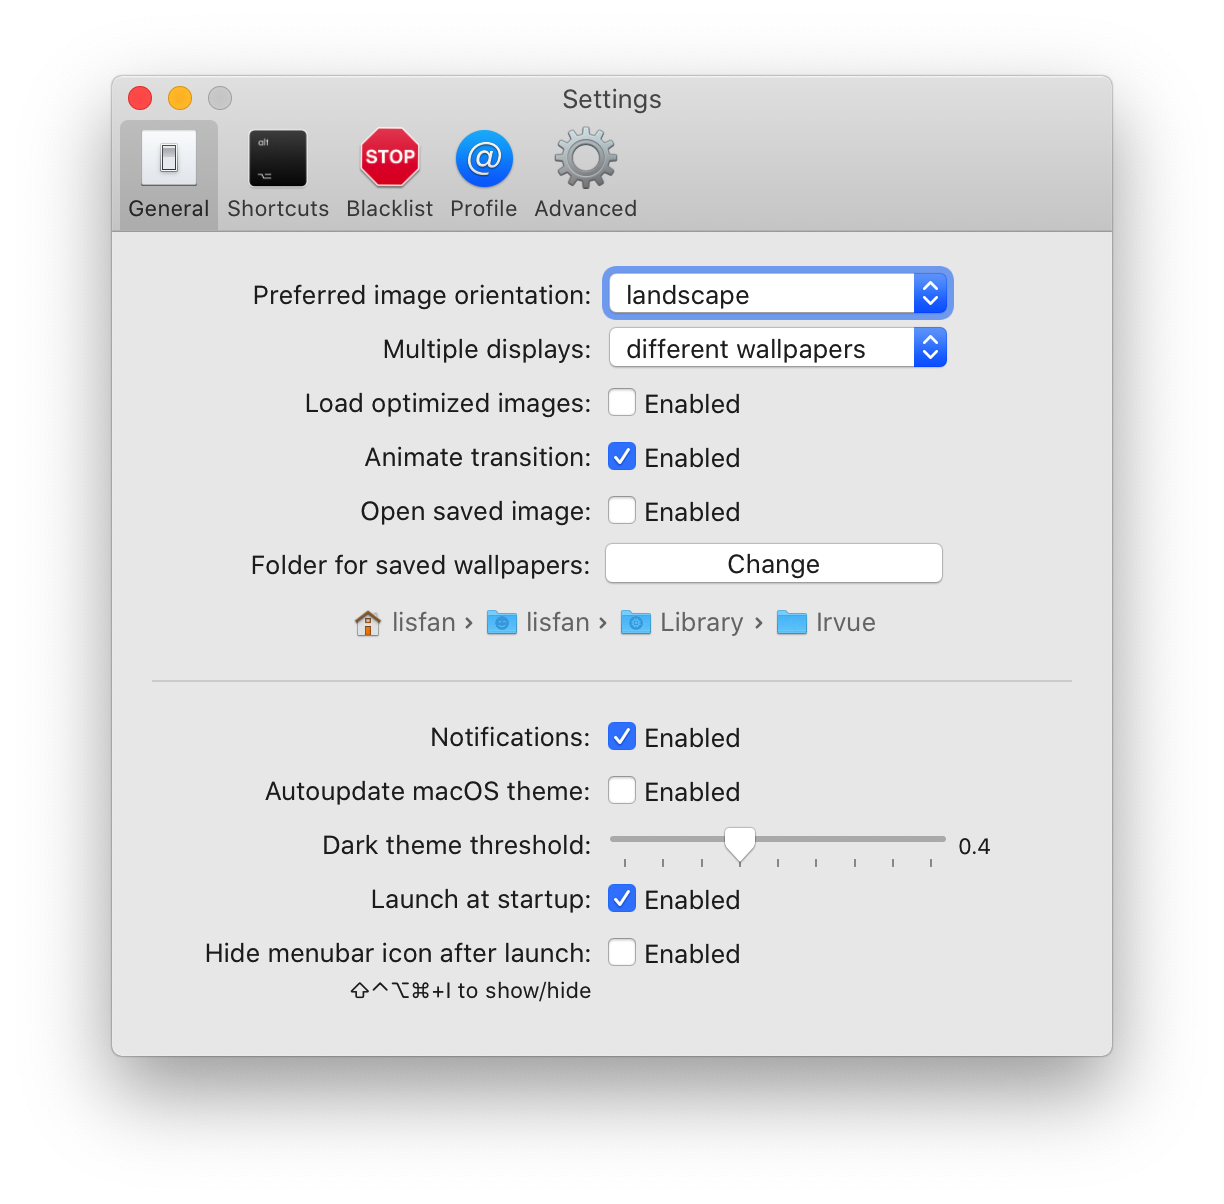 Settings
alt
General Shortcuts Blacklist Profile Advanced
STOP
@
Preferred image orientation: landscape
Multiple displays: different wallpapers
Load optimized images: Enabled
Animate transition: Enabled
Open saved image: Enabled
Folder for saved wallpapers: Change
lisfan › lisfan › Library › Irvue
Notifications: Enabled
Autoupdate macOS theme: Enabled
Dark theme threshold: 0.4
Launch at startup: Enabled
Hide menubar icon after launch: Enabled
⇧^⌥⌘+I to show/hide